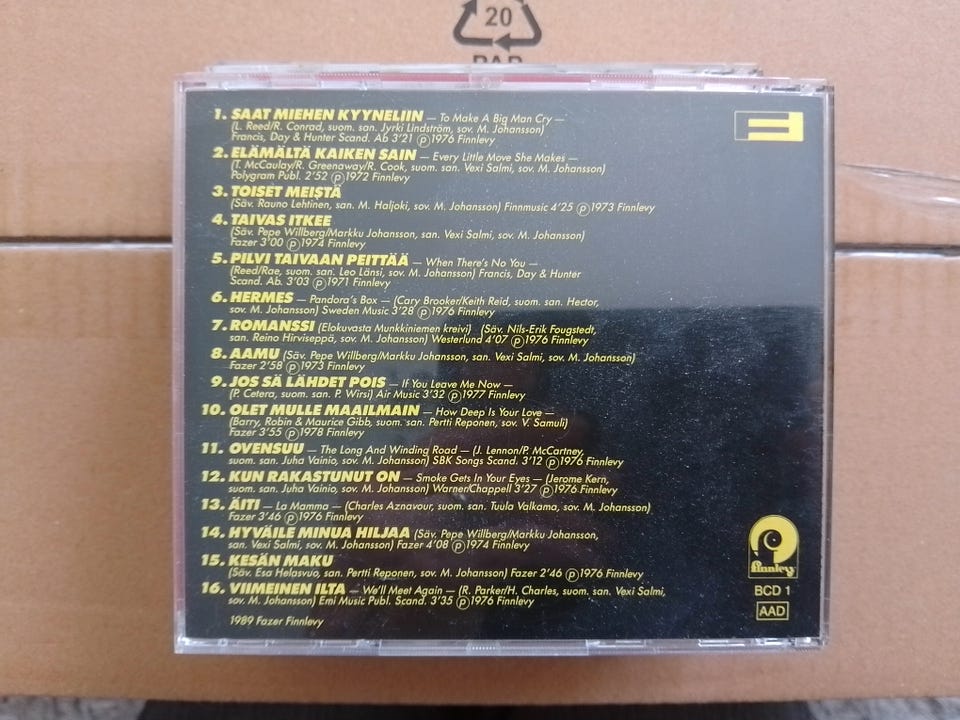 20
PAP
1. SAAT MIEHEN KYYNELIIN — To Make A Big Man Cry —
(L. Reed/R. Conrad, suom. san. Jyrki Lindström, sov. M. Johansson)
Francis, Day & Hunter Scand. Ab 3'21 ℗ 1976 Finnlevy
2. ELÄMÄLTÄ KAIKEN SAIN — Every Little Move She Makes —
(T. McCaulay/R. Greenaway/R. Cook, suom. san. Vexi Salmi, sov. M. Johansson)
Polygram Publ. 2'52 ℗ 1972 Finnlevy
3. TOISET MEISTÄ
(Säv. Rauno Lehtinen, san. M. Haljoki, sov. M. Johansson) Finnmusic 4'25 ℗ 1973 Finnlevy
4. TAIVAS ITKEE
(Säv. Pepe Willberg/Markku Johansson, san. Vexi Salmi, sov. M. Johansson)
Fazer 3'00 ℗ 1974 Finnlevy
5. PILVI TAIVAAN PEITTÄÄ — When There's No You —
(Reed/Rae, suom. san. Leo Länsi, sov. M. Johansson) Francis, Day & Hunter
Scand. Ab. 3'03 ℗ 1971 Finnlevy
6. HERMES — Pandora's Box — (Cary Brooker/Keith Reid, suom. san. Hector,
sov. M. Johansson) Sweden Music 3'28 ℗ 1976 Finnlevy
7. ROMANSSI (Elokuvasta Munkkiniemen kreivi) (Säv. Nils-Erik Fougstedt,
san. Reino Hirviseppä, sov. M. Johansson) Westerlund 4'07 ℗ 1976 Finnlevy
8. AAMU (Säv. Pepe Willberg/Markku Johansson, san. Vexi Salmi, sov. M. Johansson)
Fazer 2'58 ℗ 1973 Finnlevy
9. JOS SÄ LÄHDET POIS — If You Leave Me Now —
(P. Cetera, suom. san. P. Wirsi) Air Music 3'32 ℗ 1977 Finnlevy
10. OLET MULLE MAAILMAIN — How Deep Is Your Love —
(Barry, Robin & Maurice Gibb, suom. san. Pertti Reponen, sov. V. Samuli)
Fazer 3'55 ℗ 1978 Finnlevy
11. OVENSUU — The Long And Winding Road — (J. Lennon/P. McCartney,
suom. san. Juha Vainio, sov. M. Johansson) SBK Songs Scand. 3'12 ℗ 1976 Finnlevy
12. KUN RAKASTUNUT ON — Smoke Gets In Your Eyes — (Jerome Kern,
suom. san. Juha Vainio, sov. M. Johansson) Warner/Chappell 3'27 ℗ 1976 Finnlevy
13. ÄITI — La Mamma — (Charles Aznavour, suom. san. Tuula Valkama, sov. M. Johansson)
Fazer 3'46 ℗ 1976 Finnlevy
14. HYVÄILE MINUA HILJAA (Säv. Pepe Willberg/Markku Johansson,
san. Vexi Salmi, sov. M. Johansson) Fazer 4'08 ℗ 1974 Finnlevy
15. KESÄN MAKU
(Säv. Esa Helasvuo, san. Pertti Reponen, sov. M. Johansson) Fazer 2'46 ℗ 1976 Finnlevy
16. VIIMEINEN ILTA — We'll Meet Again — (R. Parker/H. Charles, suom. san. Vexi Salmi,
sov. M. Johansson) Emi Music Publ. Scand. 3'35 ℗ 1976 Finnlevy
1989 Fazer Finnlevy
finnlevy
BCD 1
AAD